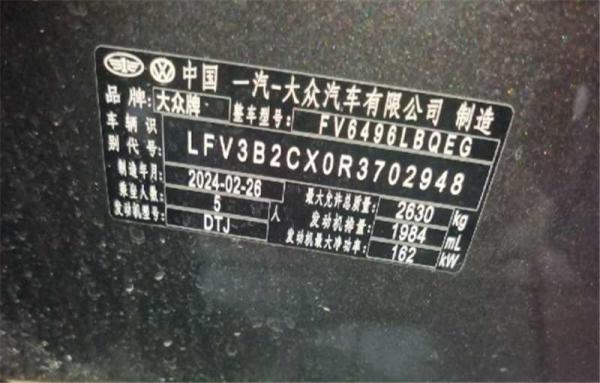 中国 一汽-大众汽车有限公司 制造
品牌: 大众牌 整车型号: FV6496LBQEG
车辆识别代号: LFV3B2CX0R3702948
制造年月: 2024-02-26 最大允许总质量: 2630 kg
乘坐人数: 5 人 发动机排量: 1984 mL
发动机型号: DTJ 发动机最大净功率: 162 kW